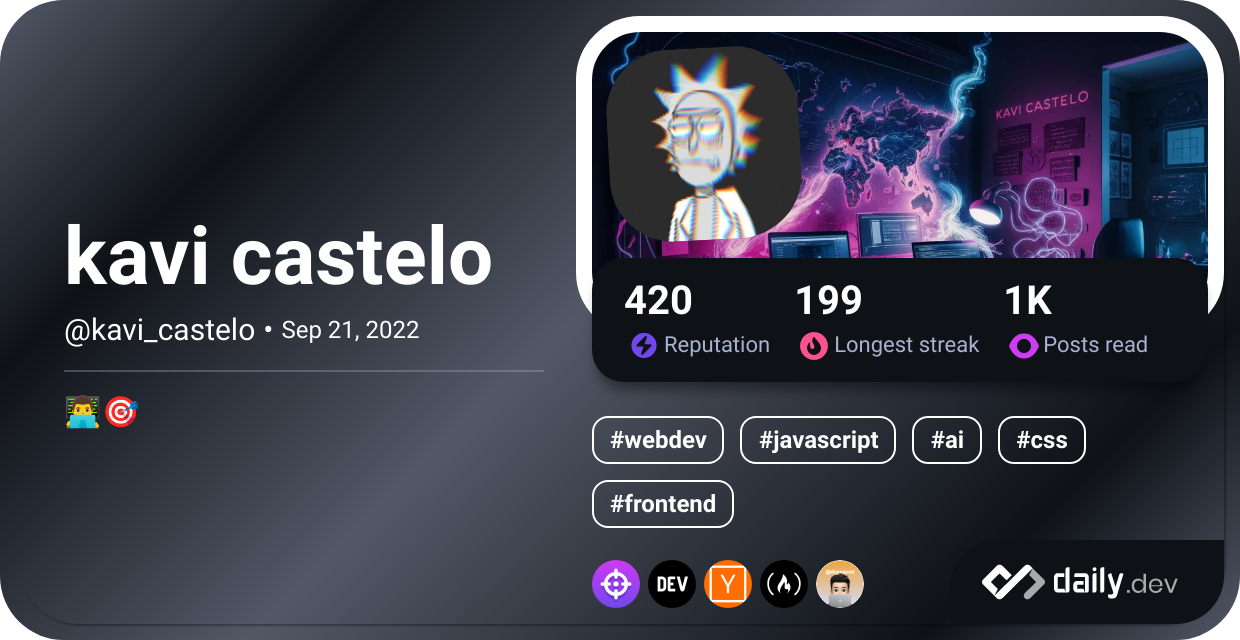 kavi castelo
@kavi_castelo • Sep 21, 2022
KAVI CASTELO
420
Reputation
199
Longest streak
1K
Posts read
#webdev
#javascript
#ai
#css
#frontend
DEV
Y
daily.dev